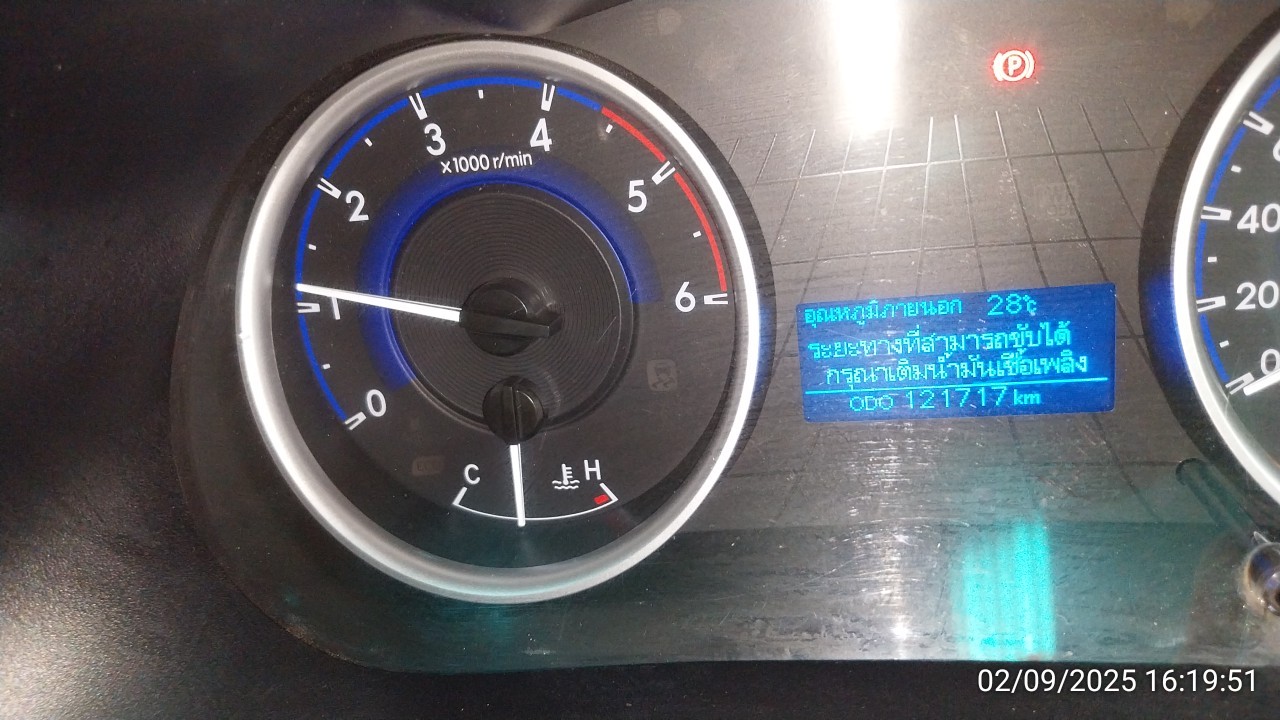 3
4
x1000 r/min
2
5
1
6
0
C
H
P
อุณหภูมิภายนอก 28℃
ระยะทางที่สามารถขับได้
กรุณาเติมน้ำมันเชื้อเพลิง
ODO 121717 km
40
20
0
02/09/2025 16:19:51